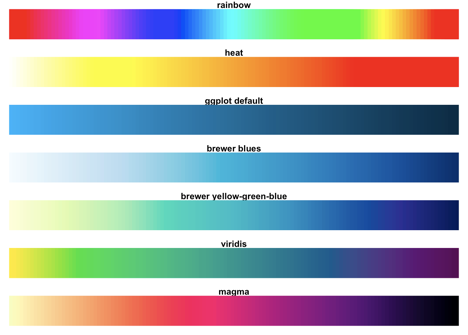 rainbow
heat
ggplot default
brewer blues
brewer yellow-green-blue
viridis
magma